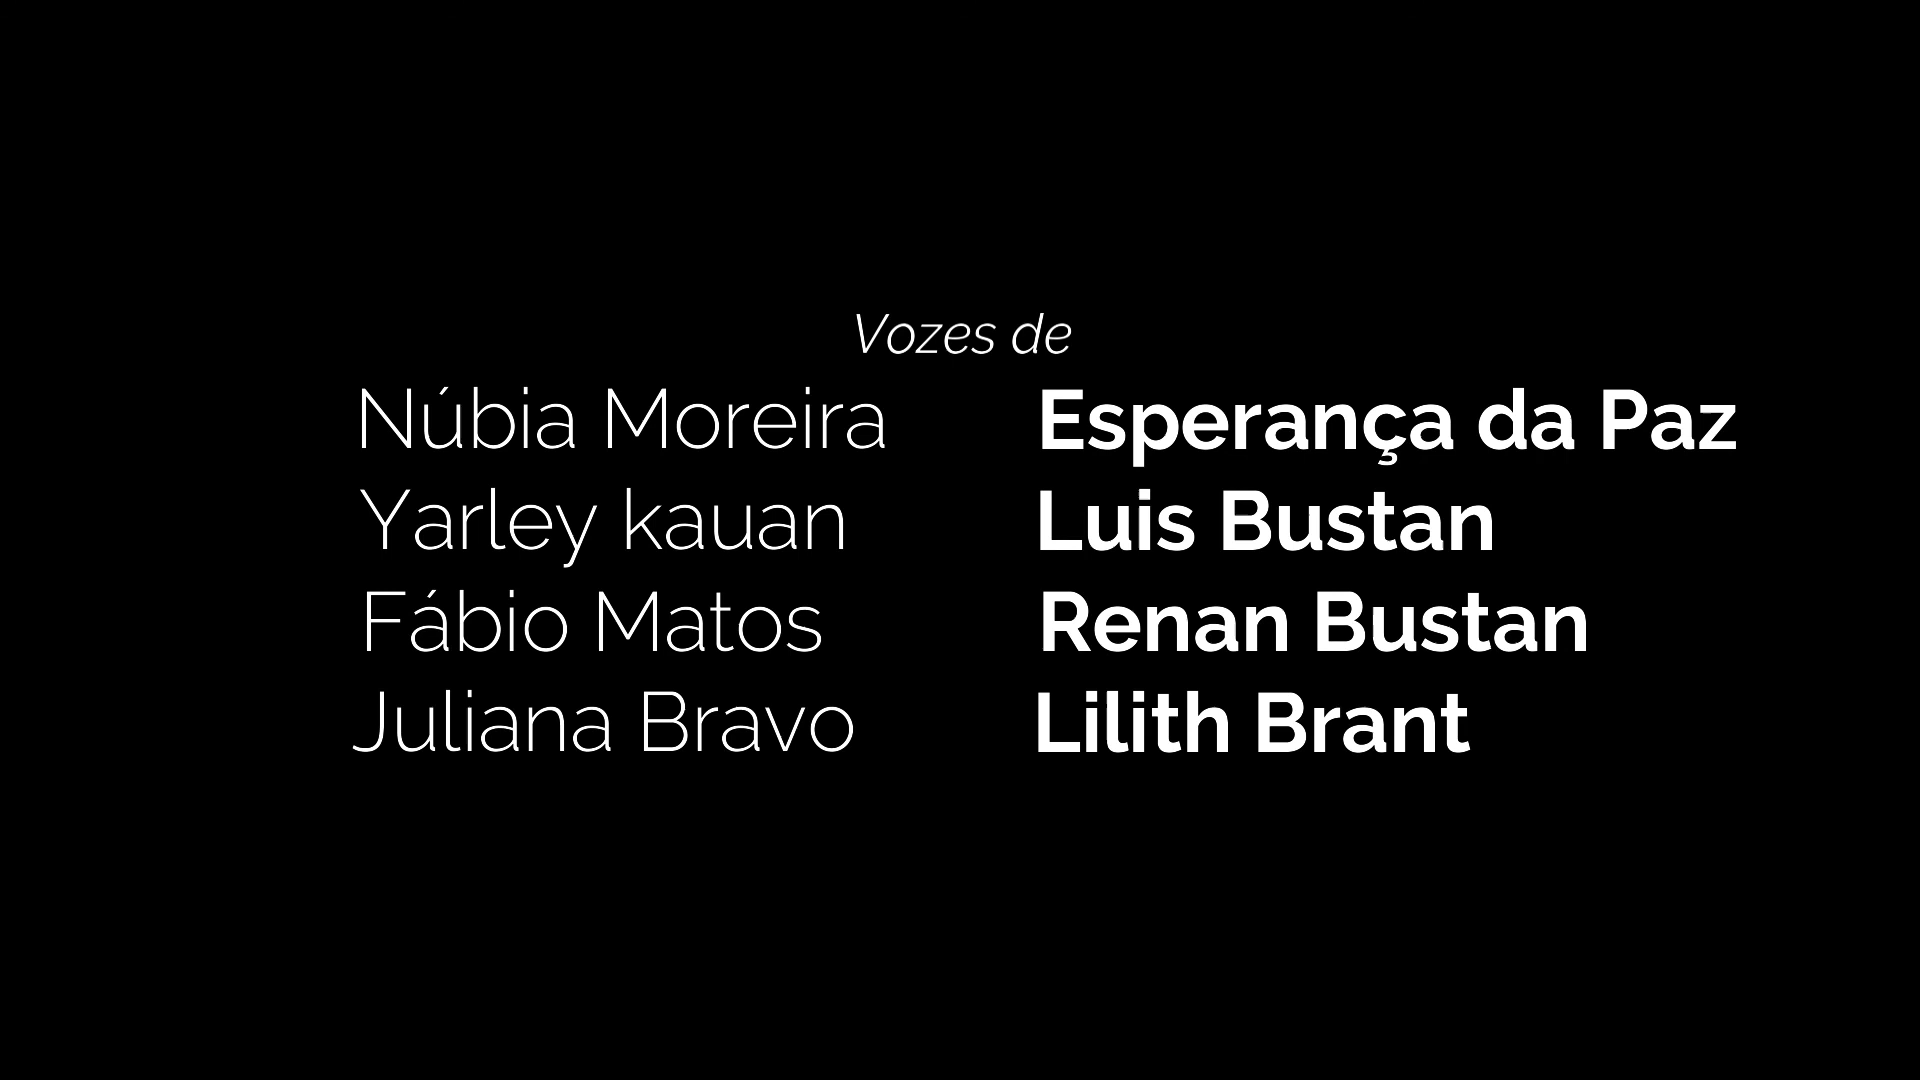 Vozes de
Núbia Moreira Esperança da Paz
Yarley kauan Luis Bustan
Fábio Matos Renan Bustan
Juliana Bravo Lilith Brant